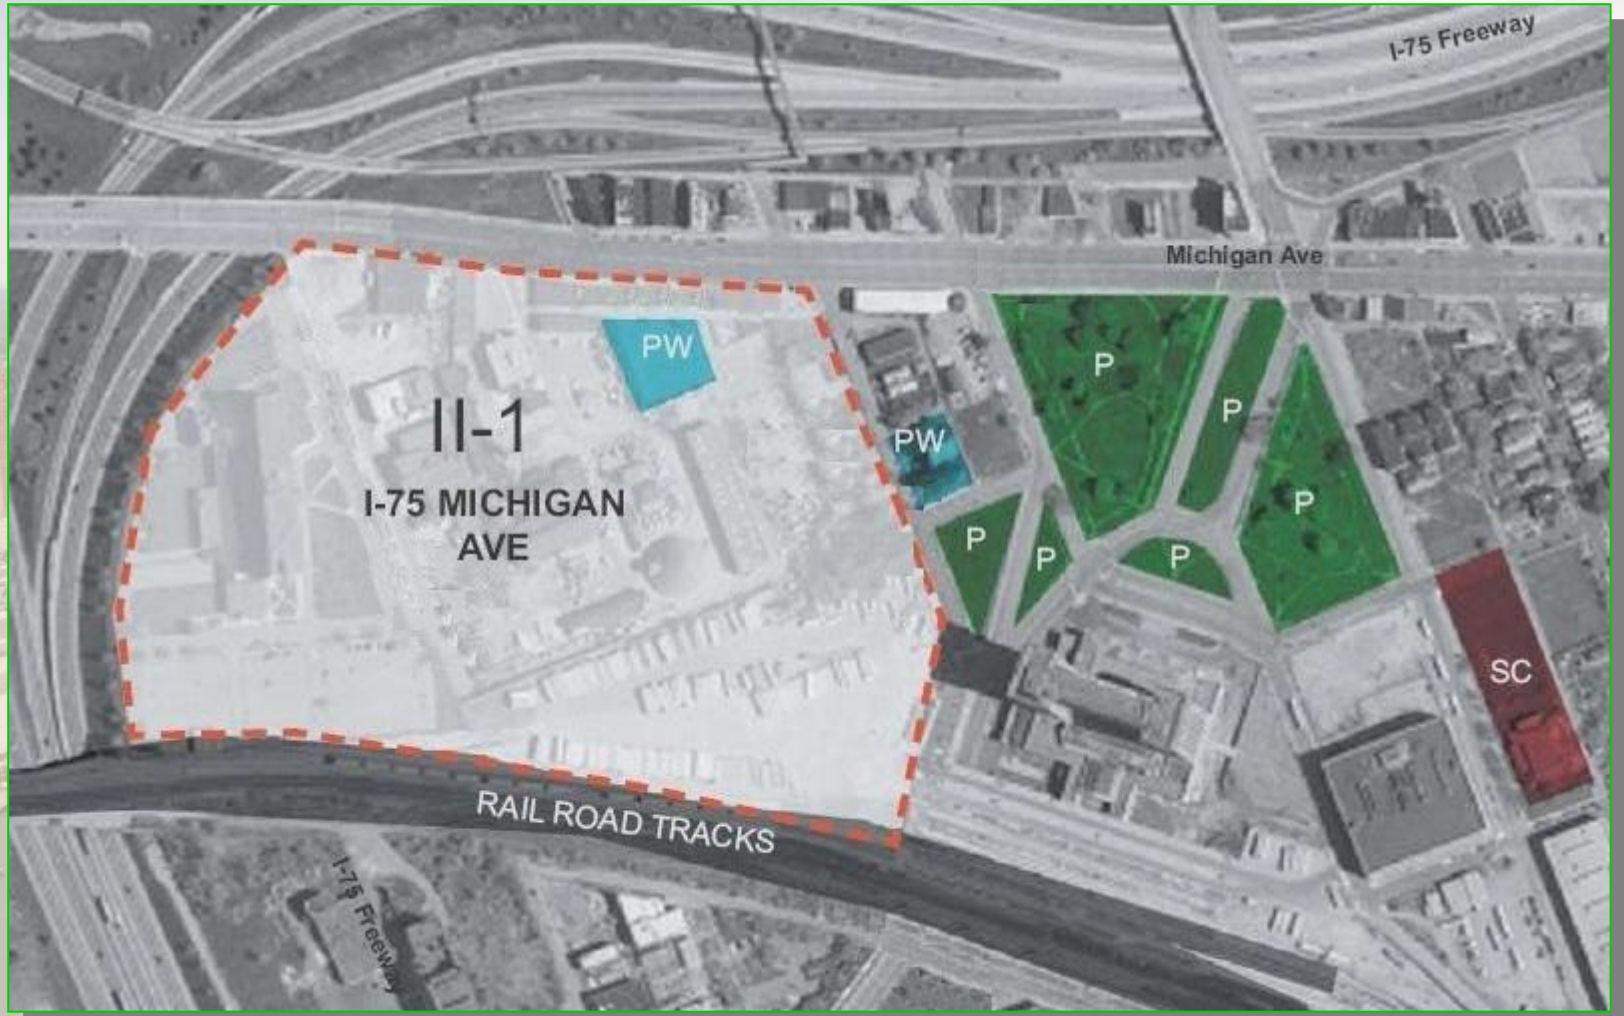 I-75 Freeway
Michigan Ave
PW
P
P
II-1
PW
I-75 MICHIGAN
AVE
P
P
P
P
SC
RAIL ROAD TRACKS
I-75 Freeway